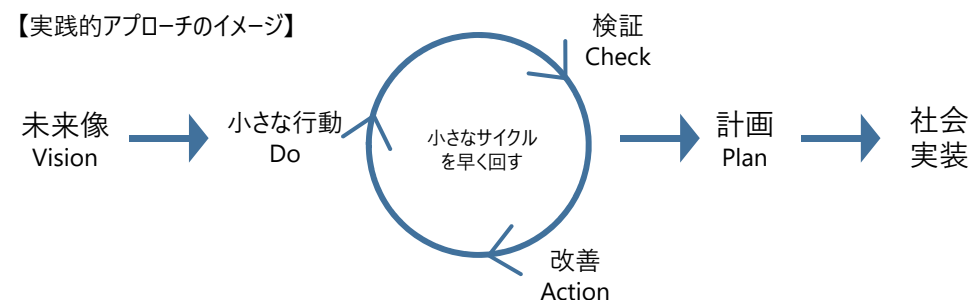 【実践的アプローチのイメージ】
未来像
Vision
小さな行動
Do
検証
Check
小さなサイクル
を早く回す
改善
Action
計画
Plan
社会
実装